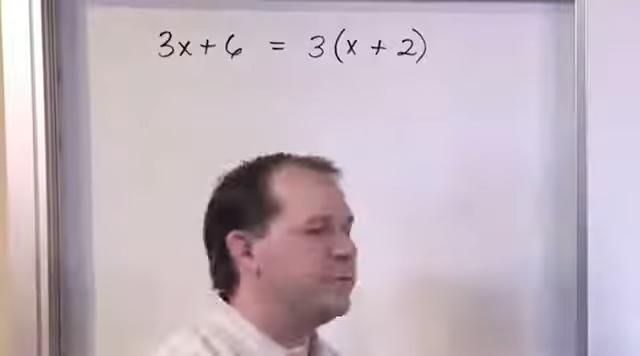 3x + 6 = 3(x + 2)